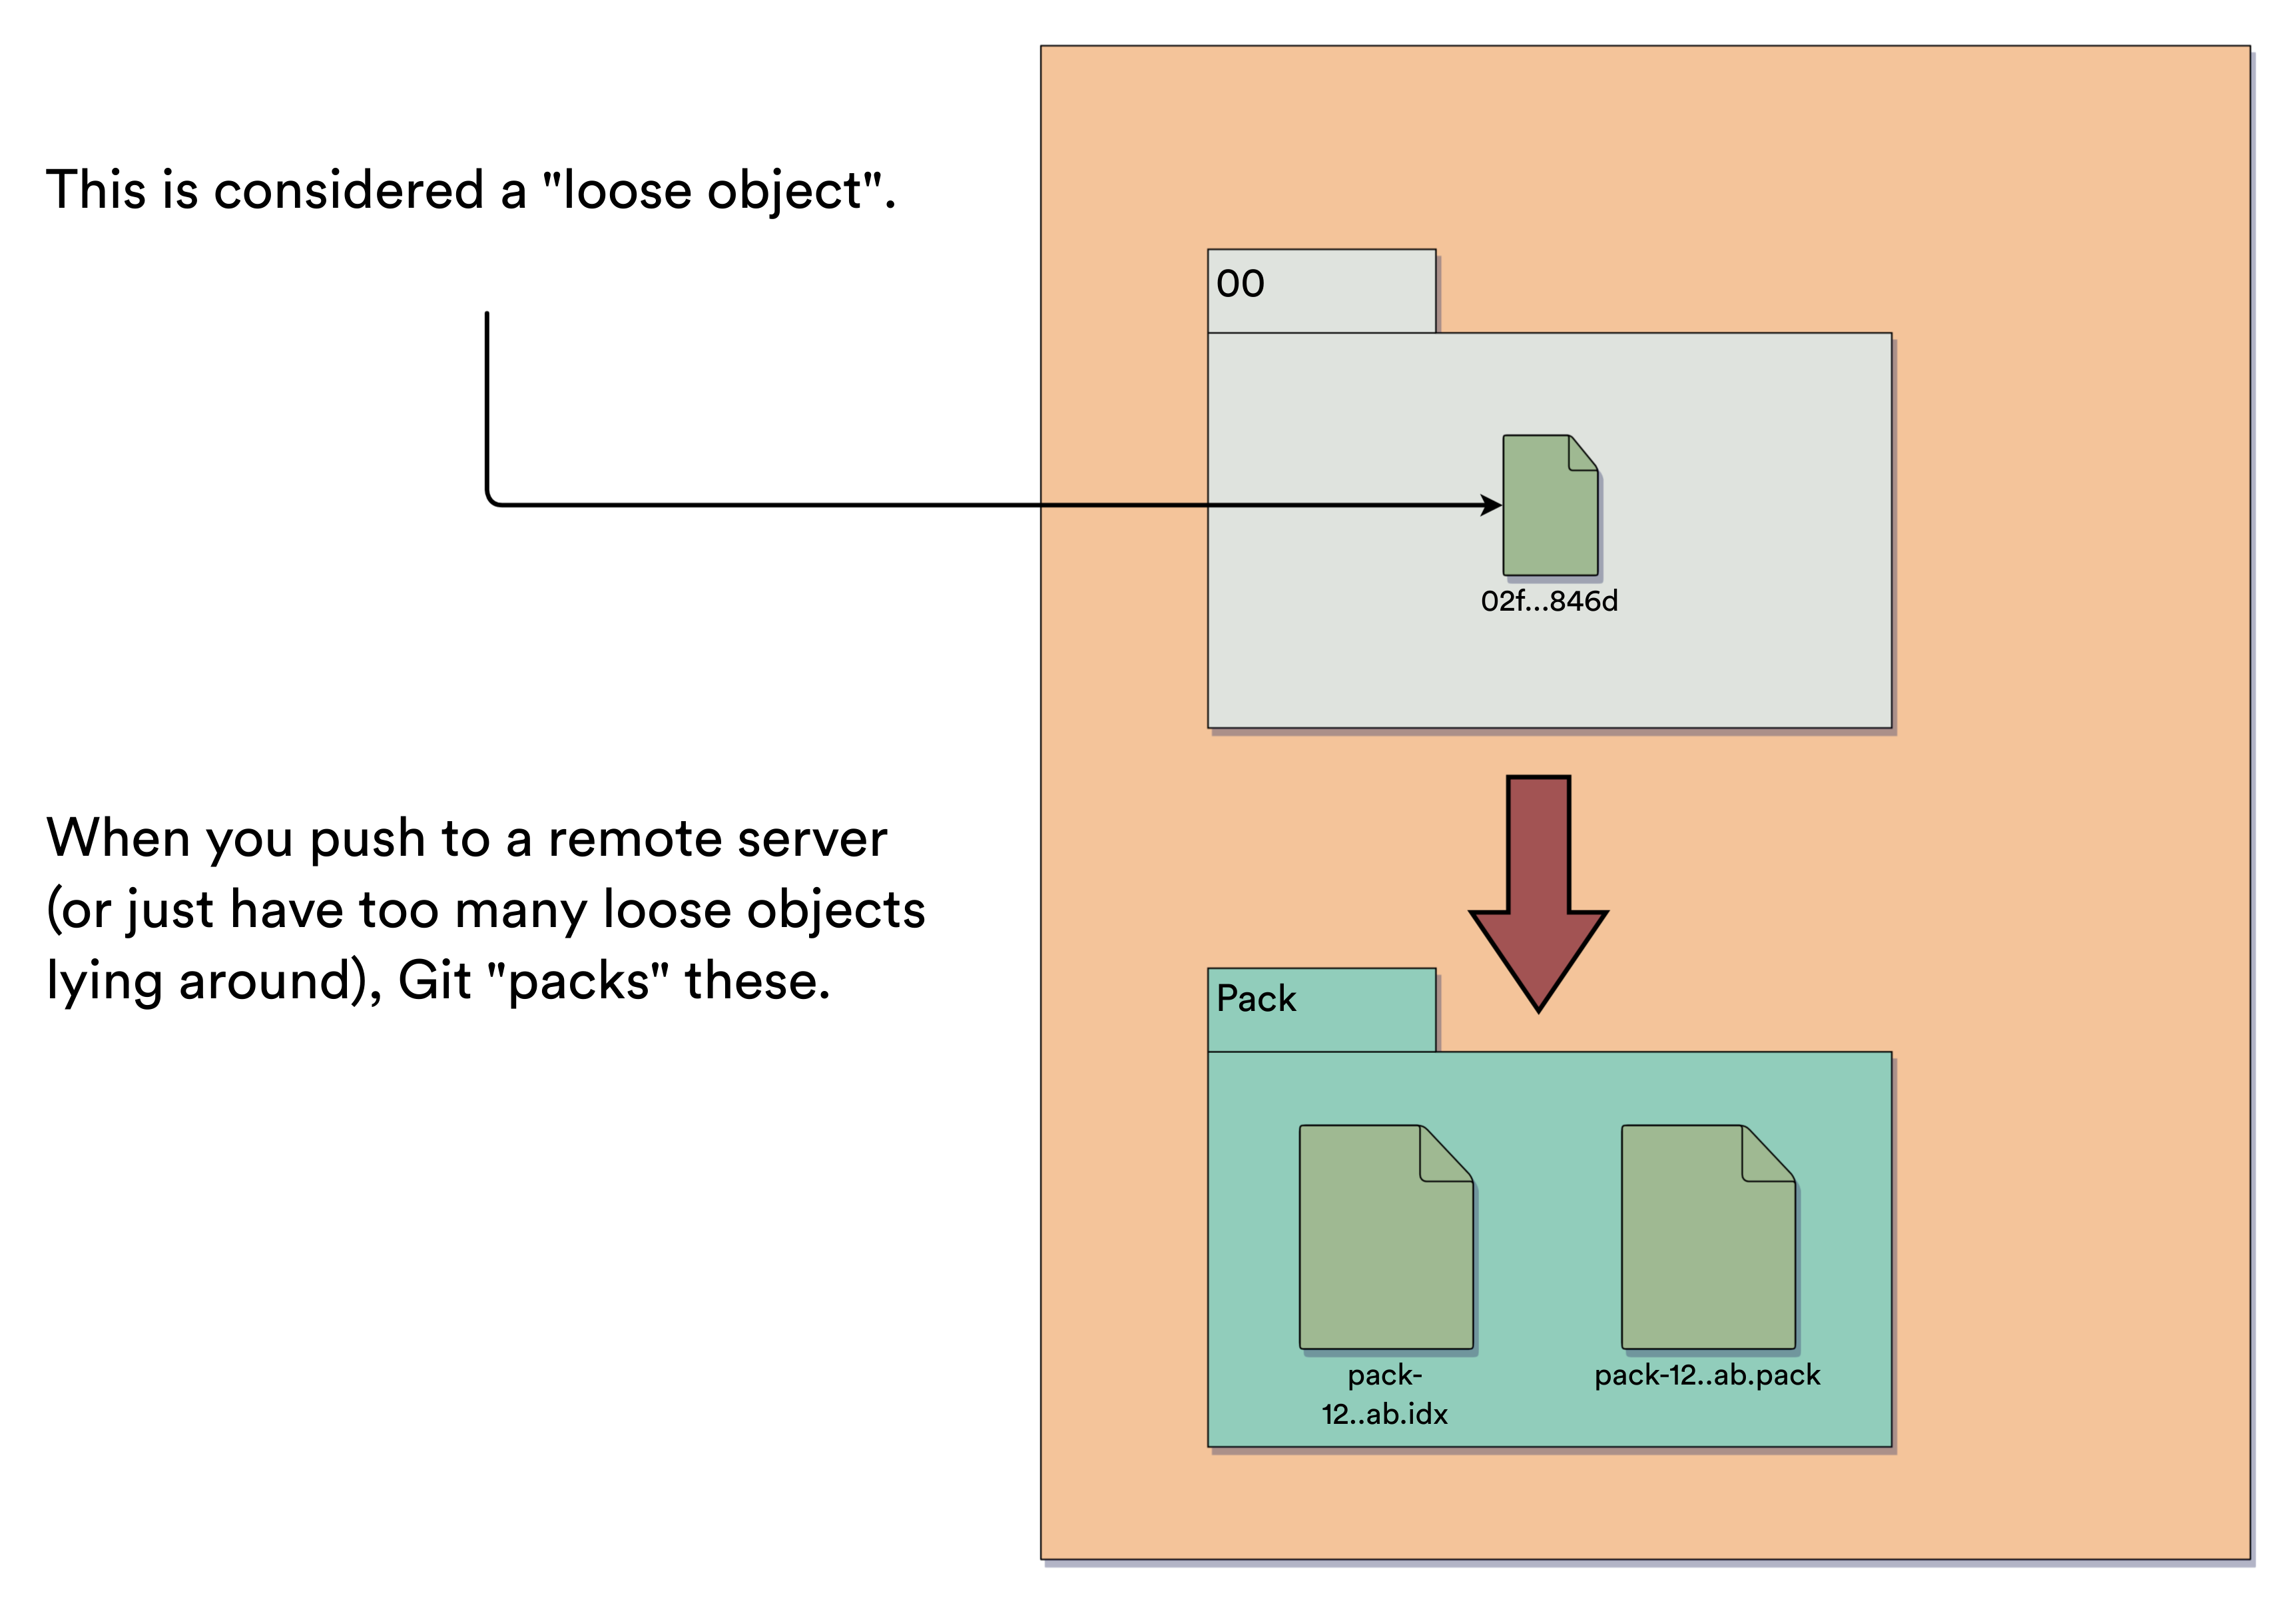 This is considered a "loose object".
00
02f...846d
When you push to a remote server
(or just have too many loose objects
lying around), Git "packs" these.
Pack
pack-
12..ab.idx
pack-12..ab.pack